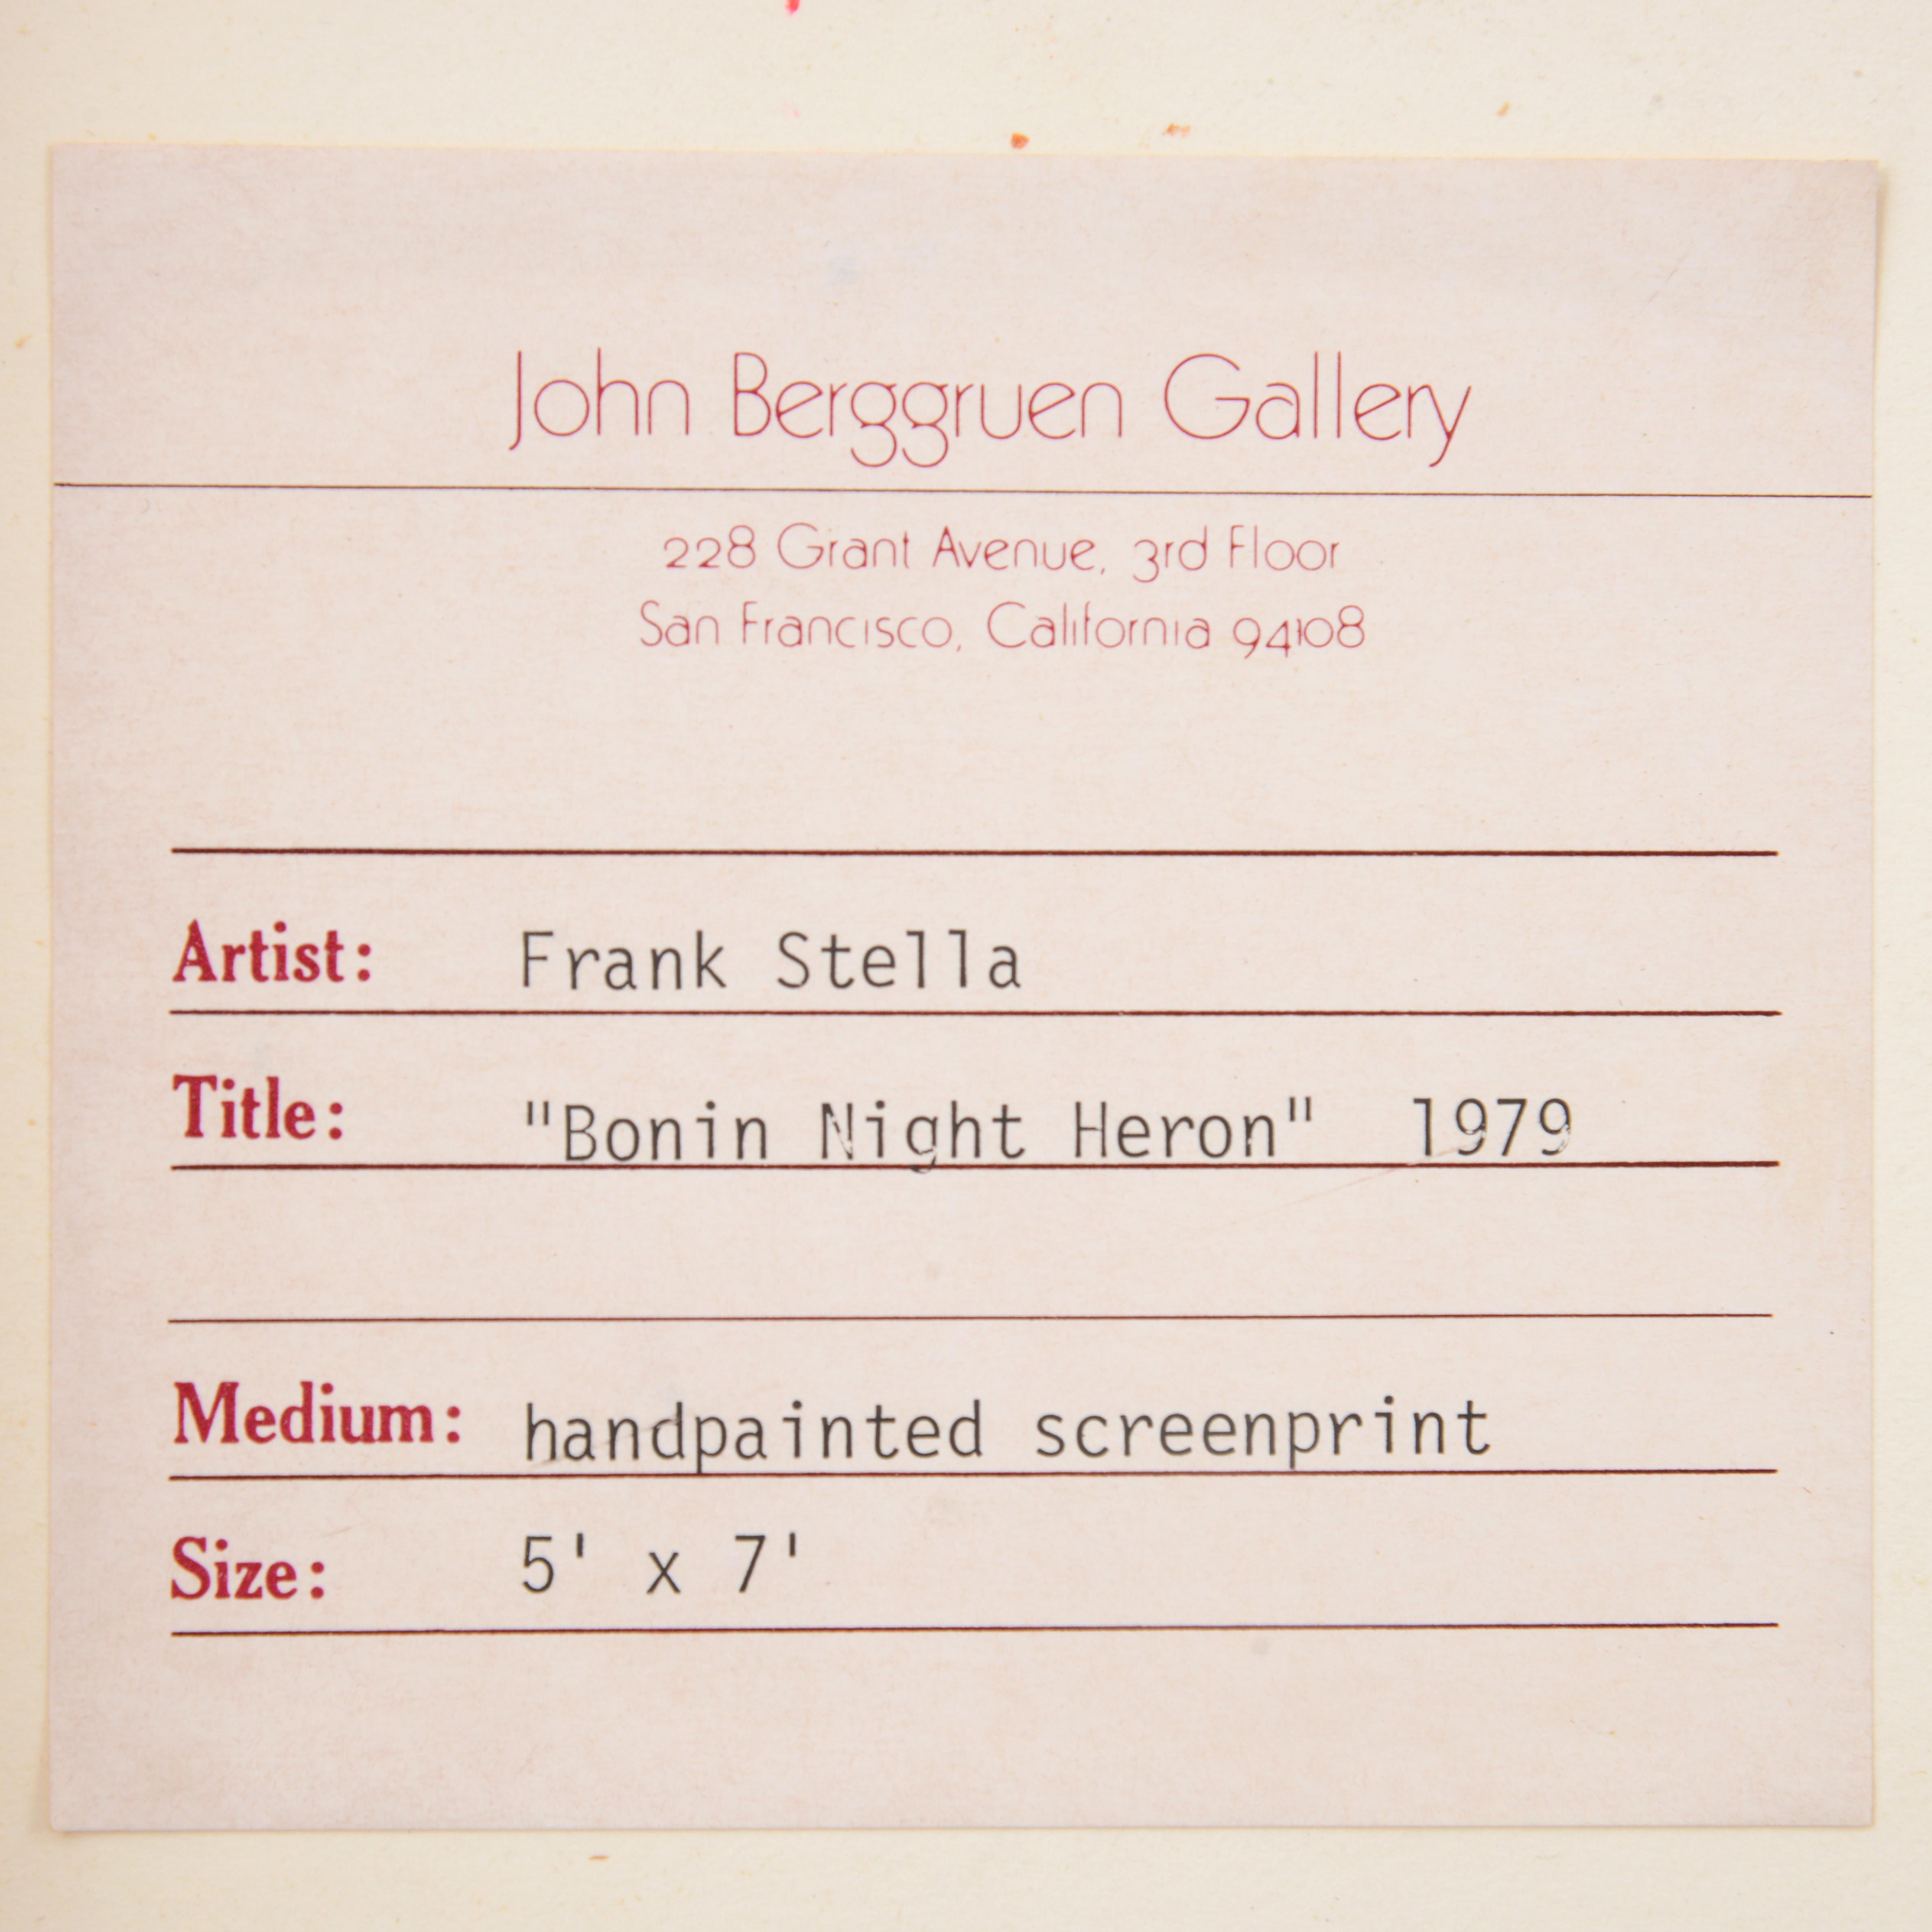 John Berggruen Gallery
228 Grant Avenue, 3rd Floor
San Francisco, California 94108
Artist: Frank Stella
Title: "Bonin Night Heron" 1979
Medium: handpainted screenprint
Size: 5' x 7'